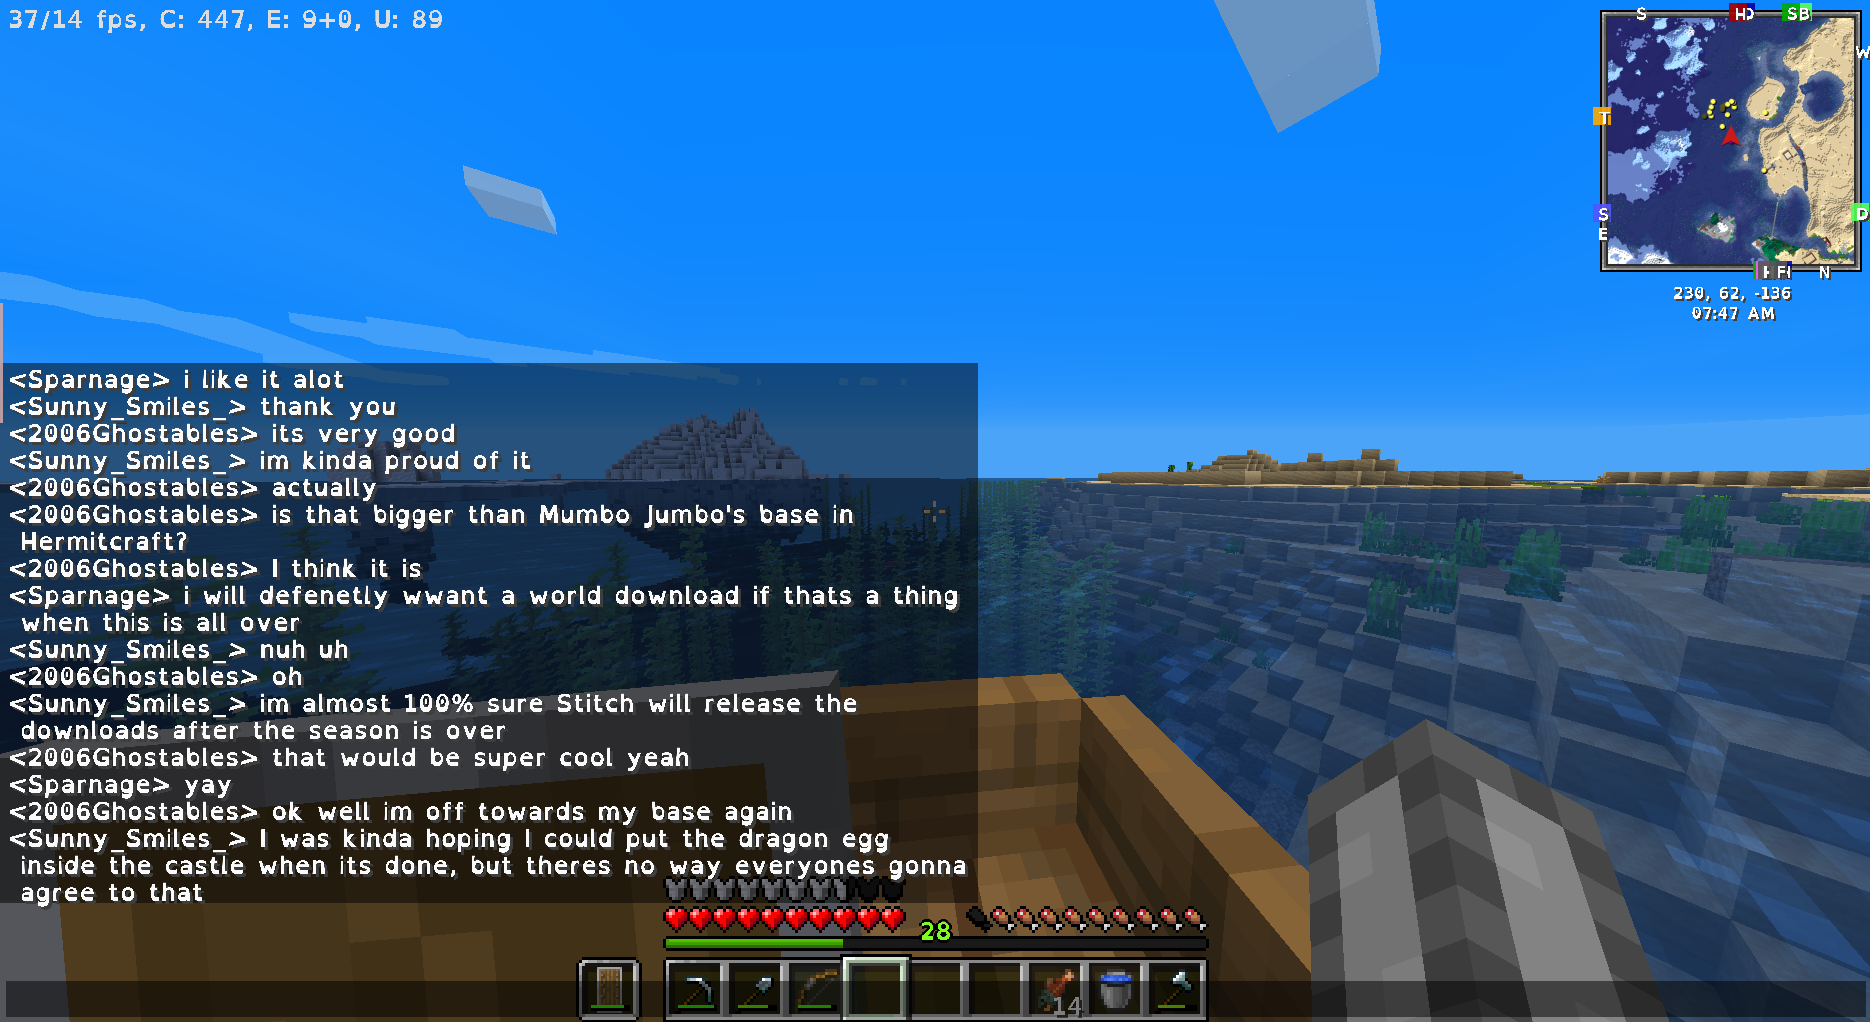 37/14 fps, C: 447, E: 9+0, U: 89
S
HD
SB
W
T
S
E
D
N
230, 62, -136
07:47 AM
<Sparnage> i like it alot
<Sunny_Smiles_> thank you
<2006Ghostables> its very good
<Sunny_Smiles_> im kinda proud of it
<2006Ghostables> actually
<2006Ghostables> is that bigger than Mumbo Jumbo's base in
Hermitcraft?
<2006Ghostables> I think it is
<Sparnage> i will defenetly wwant a world download if thats a thing
when this is all over
<Sunny_Smiles_> nuh uh
<2006Ghostables> oh
<Sunny_Smiles_> im almost 100% sure Stitch will release the
downloads after the season is over
<2006Ghostables> that would be super cool yeah
<Sparnage> yay
<2006Ghostables> ok well im off towards my base again
<Sunny_Smiles_> I was kinda hoping I could put the dragon egg
inside the castle when its done, but theres no way everyones gonna
agree to that
28
14